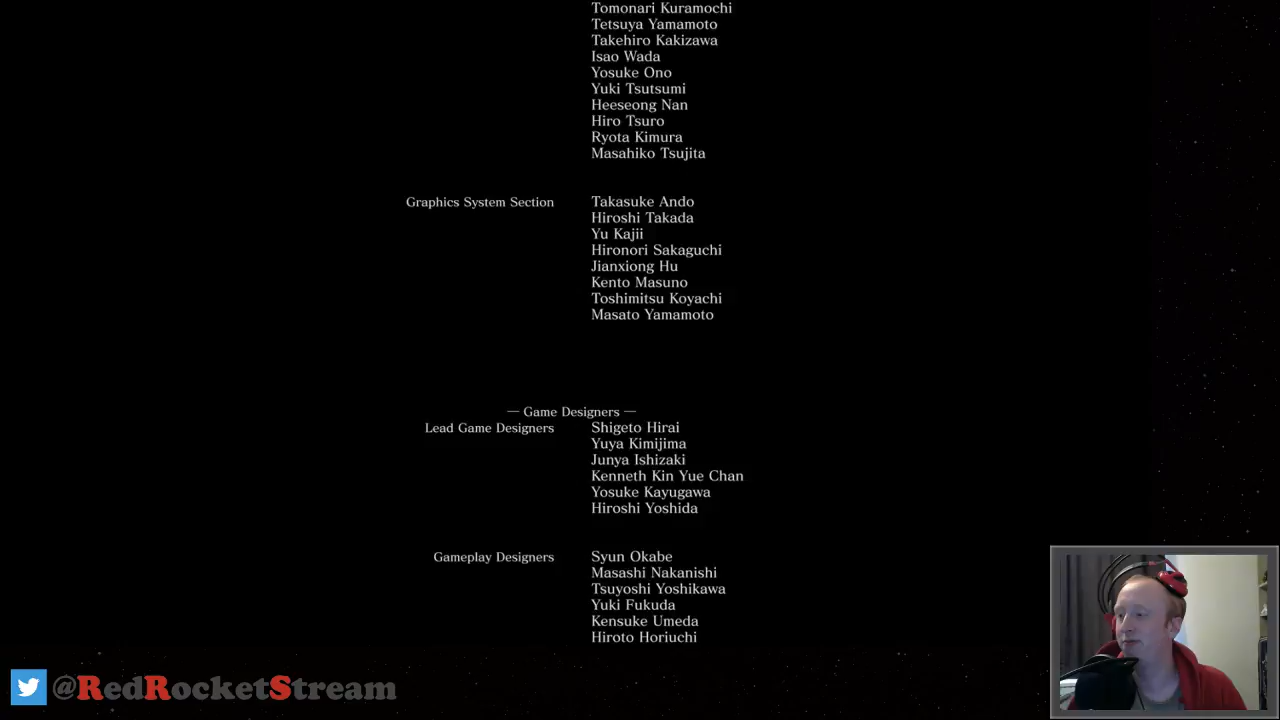 Tomonari Kuramochi
Tetsuya Yamamoto
Takehiro Kakizawa
Isao Wada
Yosuke Ono
Yuki Tsutsumi
Heeseong Nan
Hiro Tsuro
Ryota Kimura
Masahiko Tsujita
Graphics System Section Takasuke Ando
Hiroshi Takada
Yu Kajii
Hironori Sakaguchi
Jianxiong Hu
Kento Masuno
Toshimitsu Koyachi
Masato Yamamoto
— Game Designers —
Lead Game Designers Shigeto Hirai
Yuya Kimijima
Junya Ishizaki
Kenneth Kin Yue Chan
Yosuke Kayugawa
Hiroshi Yoshida
Gameplay Designers Syun Okabe
Masashi Nakanishi
Tsuyoshi Yoshikawa
Yuki Fukuda
Kensuke Umeda
Hiroto Horiuchi
@RedRocketStream